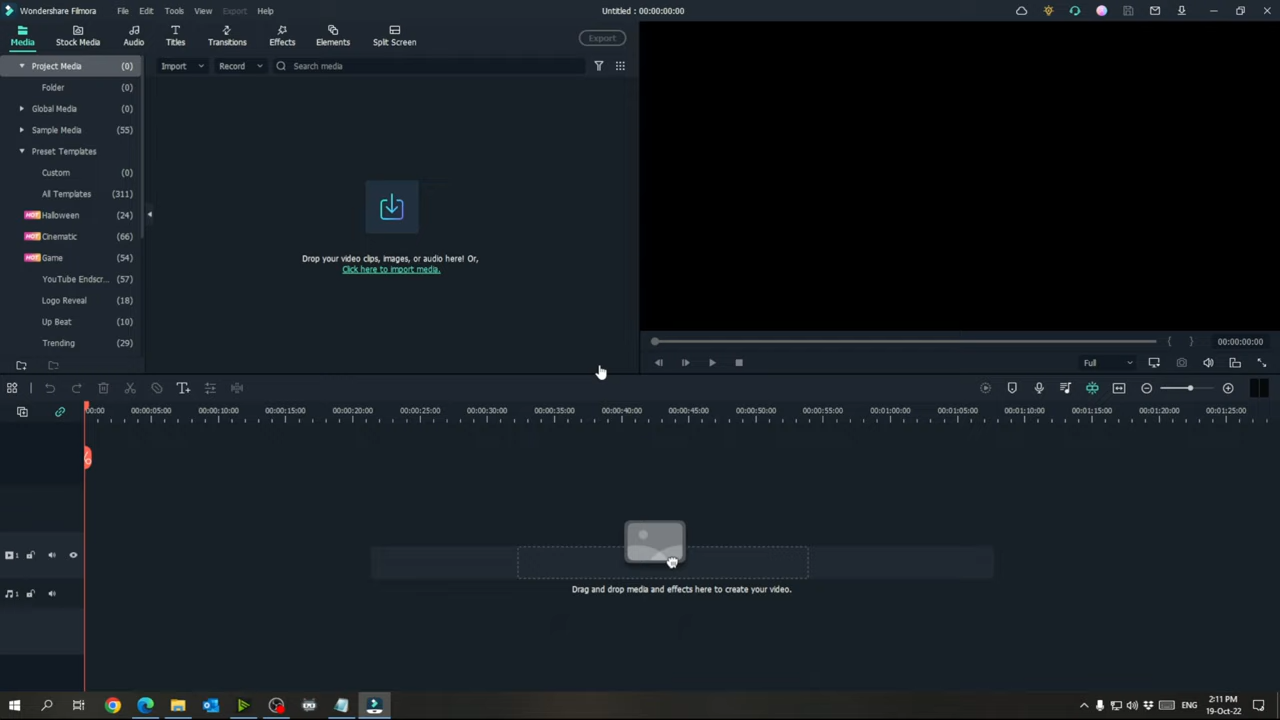 Wondershare Filmora File Edit Tools View Export Help Untitled : 00:00:00:00
Media Stock Media Audio Titles Transitions Effects Elements Split Screen Export
Project Media (0) Import Record Search media
Folder (0)
Global Media (0)
Sample Media (55)
Preset Templates
Custom (0)
All Templates (311)
HOT Halloween (24)
HOT Cinematic (66)
HOT Game (54)
YouTube Endscr... (57)
Logo Reveal (18)
Up Beat (10)
Trending (29)
Drop your video clips, images, or audio here! Or,
Click here to import media.
{ } 00:00:00:00
Full
00:00 00:00:05:00 00:00:10:00 00:00:15:00 00:00:20:00 00:00:25:00 00:00:30:00 00:00:35:00 00:00:40:00 00:00:45:00 00:00:50:00 00:00:55:00 00:01:00:00 00:01:05:00 00:01:10:00 00:01:15:00 00:01:20:00 00:01:25:00
1
Drag and drop media and effects here to create your video.
1
ENG 2:11 PM
19-Oct-22